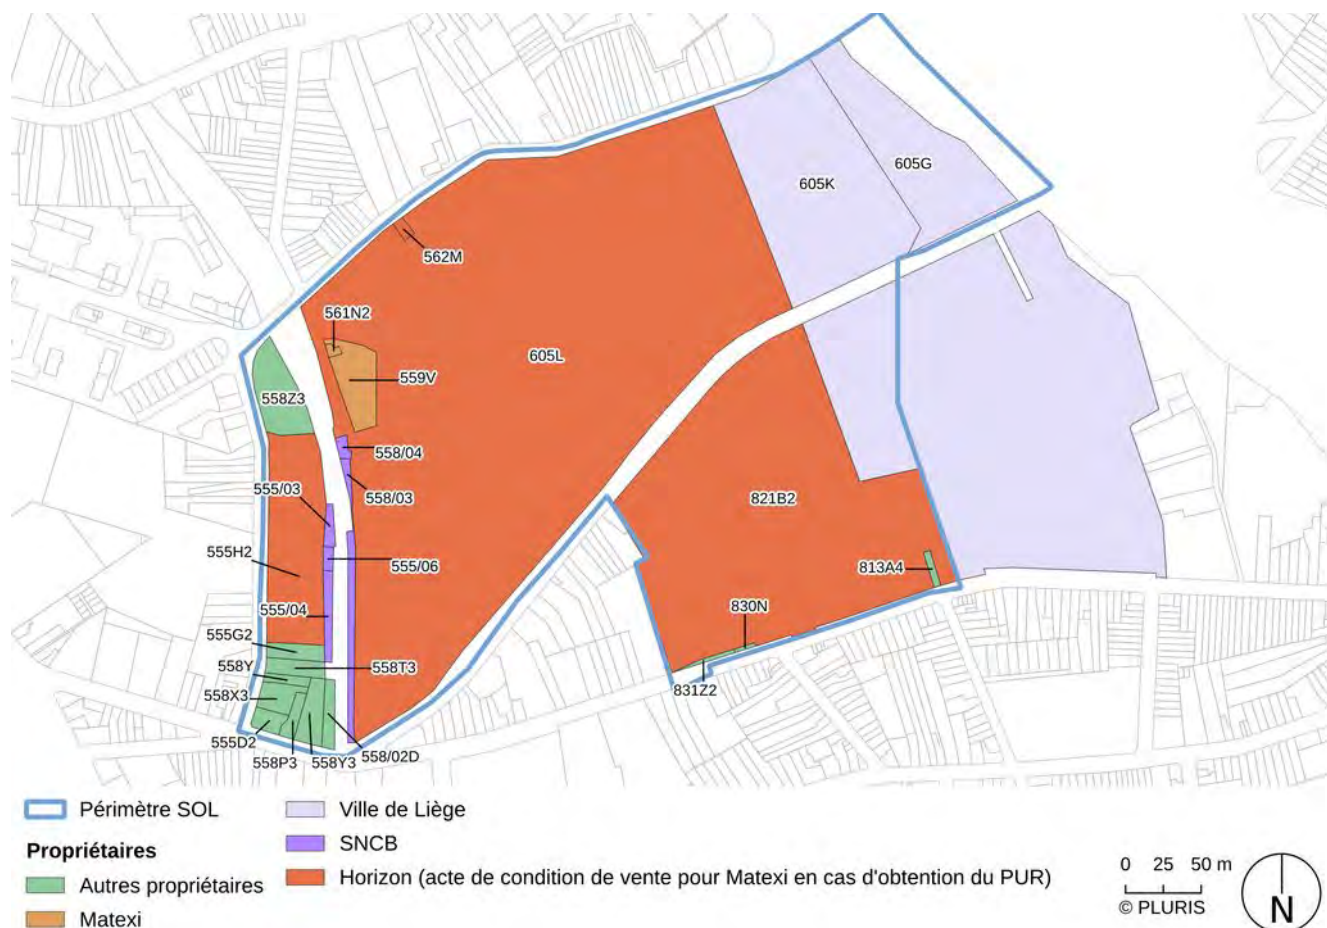 605G
605K
562M
561N2
605L
559V
558Z3
558/04
555/03
558/03
821B2
555H2
555/06
813A4
555/04
830N
555G2
558Y
558T3
831Z2
558X3
555D2
558P3
558Y3
558/02D
Périmètre SOL
Propriétaires
Autres propriétaires
Matexi
Ville de Liège
SNCB
Horizon (acte de condition de vente pour Matexi en cas d'obtention du PUR)
0 25 50 m
© PLURIS
N